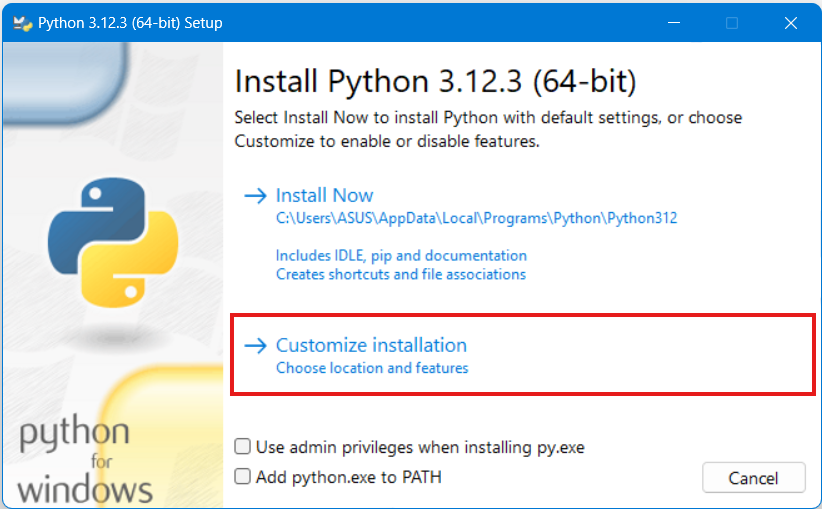 Python 3.12.3 (64-bit) Setup
Install Python 3.12.3 (64-bit)
Select Install Now to install Python with default settings, or choose
Customize to enable or disable features.
Install Now
C:\Users\ASUS\AppData\Local\Programs\Python\Python312
Includes IDLE, pip and documentation
Creates shortcuts and file associations
Customize installation
Choose location and features
Use admin privileges when installing py.exe
Add python.exe to PATH
Cancel
python
for
windows